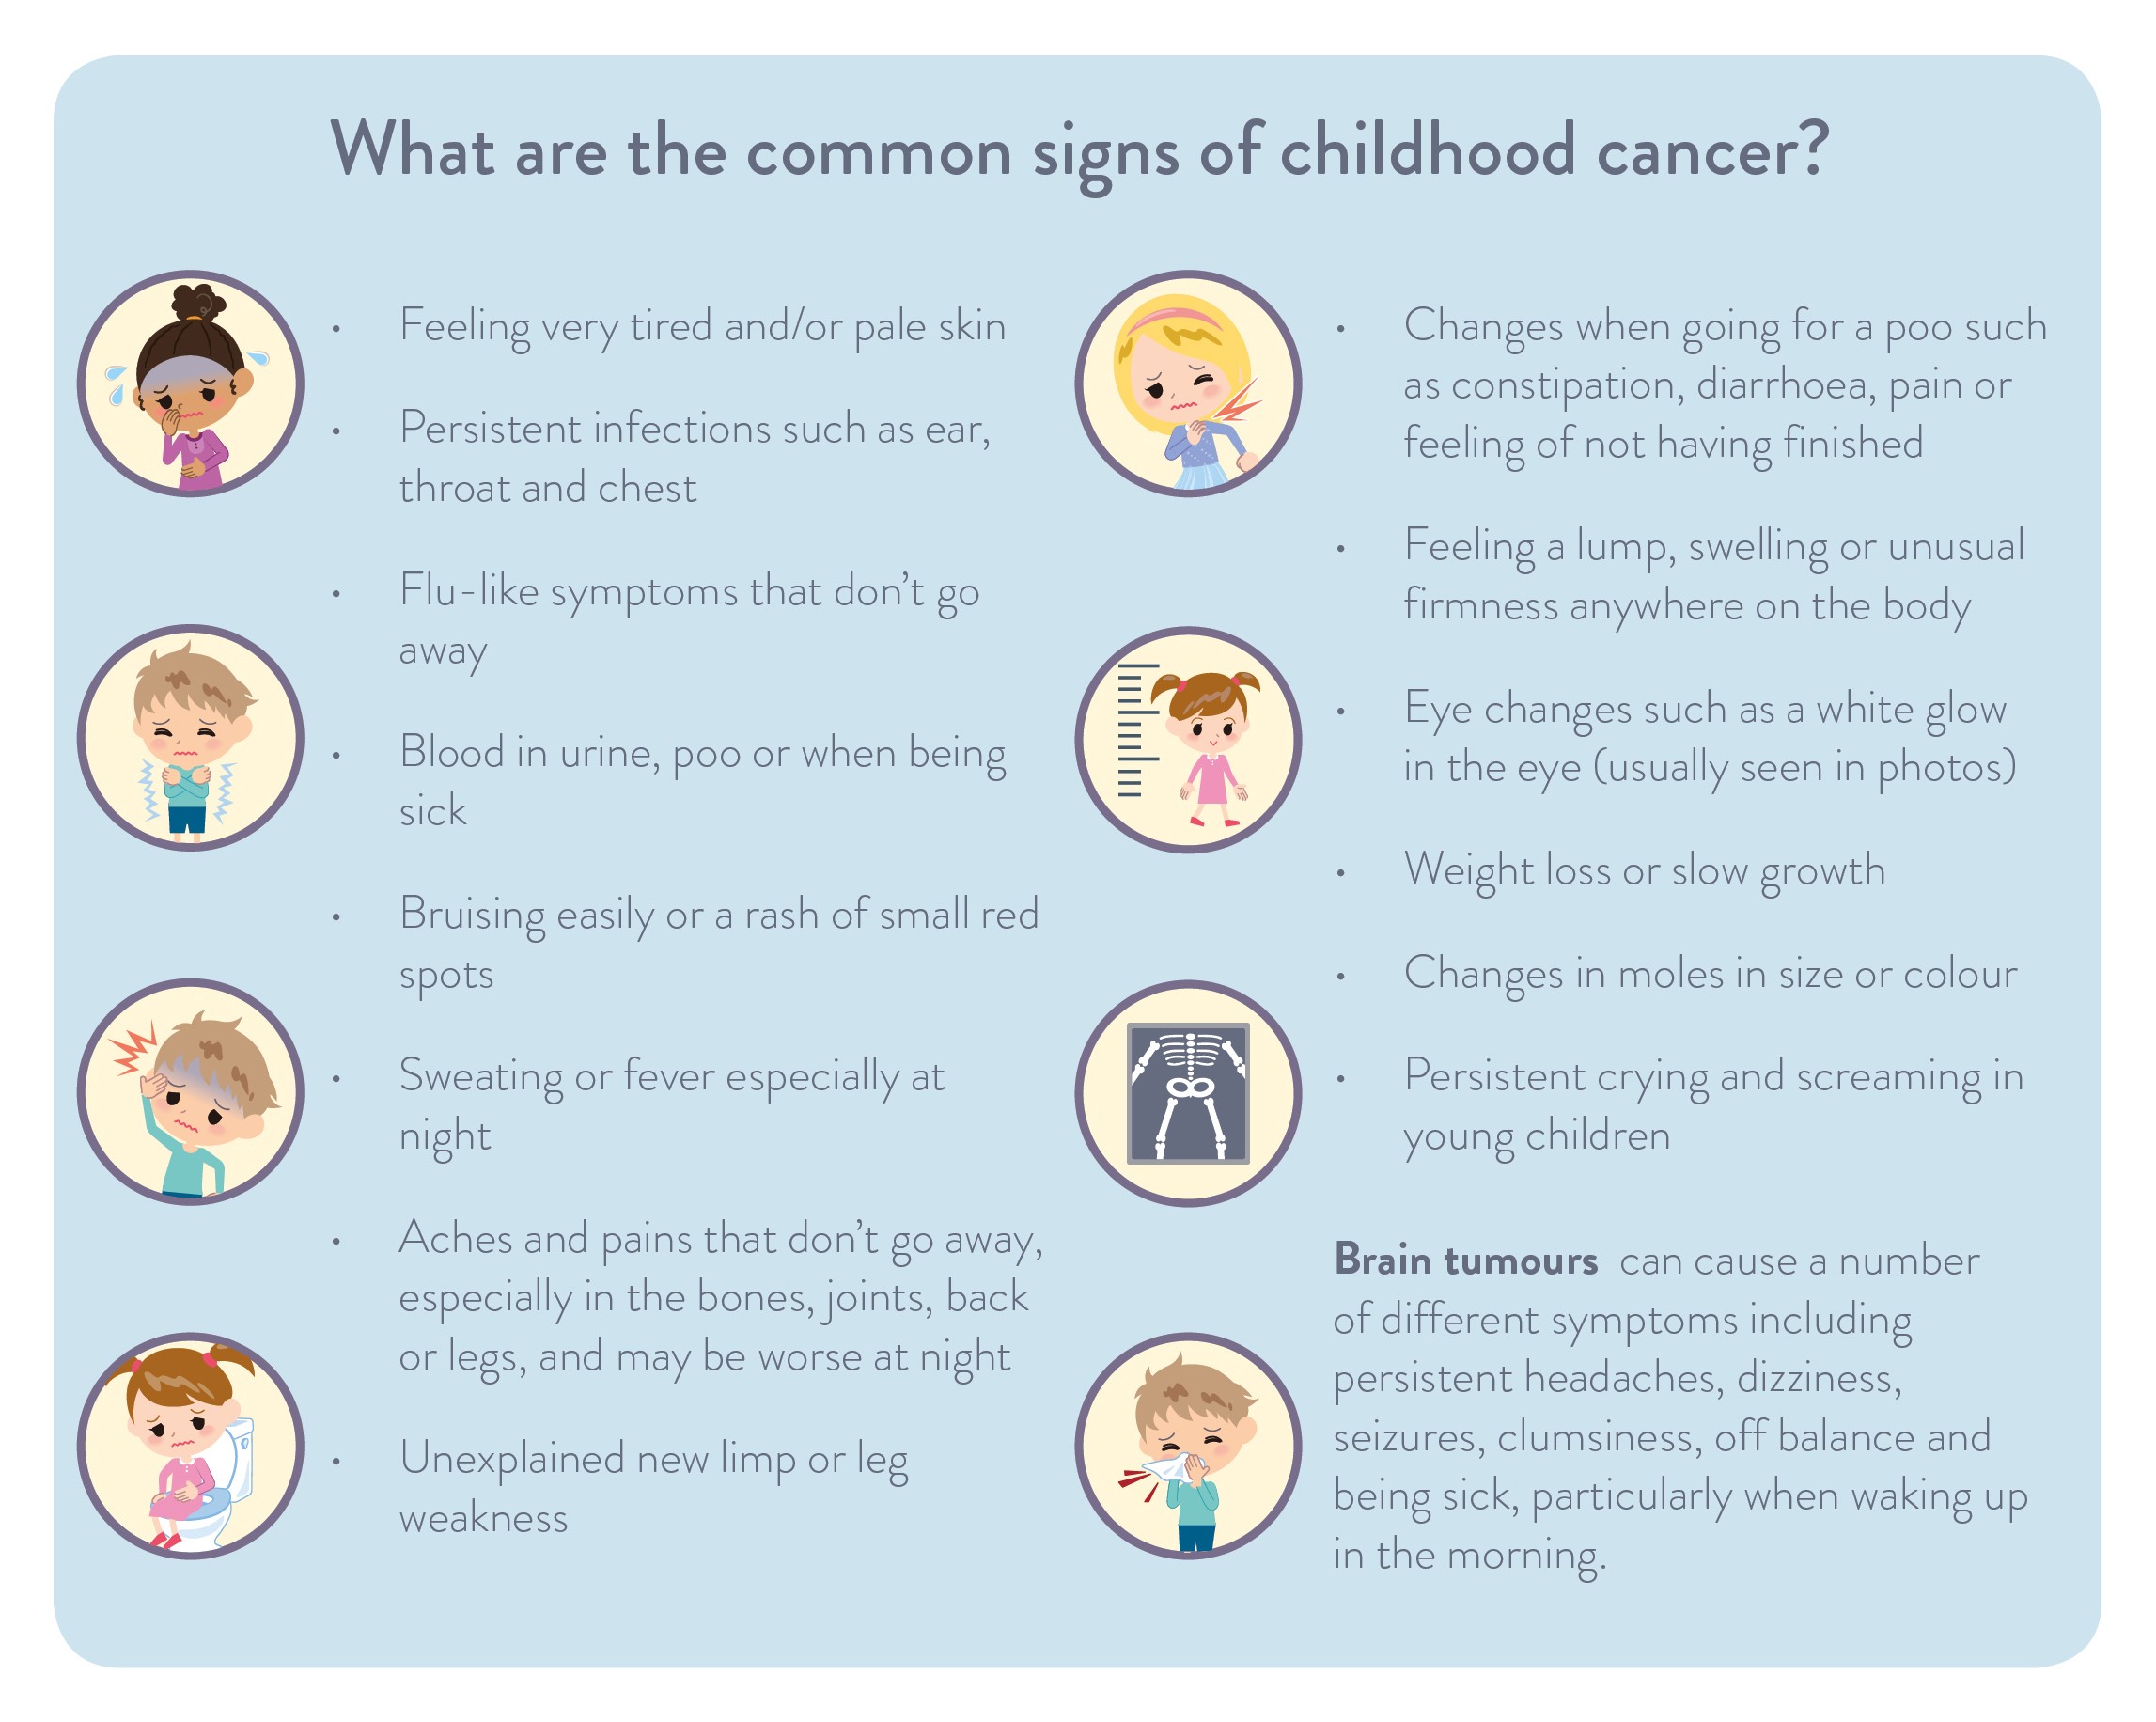 What are the common signs of childhood cancer?
• Feeling very tired and/or pale skin
• Persistent infections such as ear,
throat and chest
• Flu-like symptoms that don’t go
away
• Blood in urine, poo or when being
sick
• Bruising easily or a rash of small red
spots
• Sweating or fever especially at
night
• Aches and pains that don’t go away,
especially in the bones, joints, back
or legs, and may be worse at night
• Unexplained new limp or leg
weakness
• Changes when going for a poo such
as constipation, diarrhoea, pain or
feeling of not having finished
• Feeling a lump, swelling or unusual
firmness anywhere on the body
• Eye changes such as a white glow
in the eye (usually seen in photos)
• Weight loss or slow growth
• Changes in moles in size or colour
• Persistent crying and screaming in
young children
Brain tumours can cause a number
of different symptoms including
persistent headaches, dizziness,
seizures, clumsiness, off balance and
being sick, particularly when waking up
in the morning.